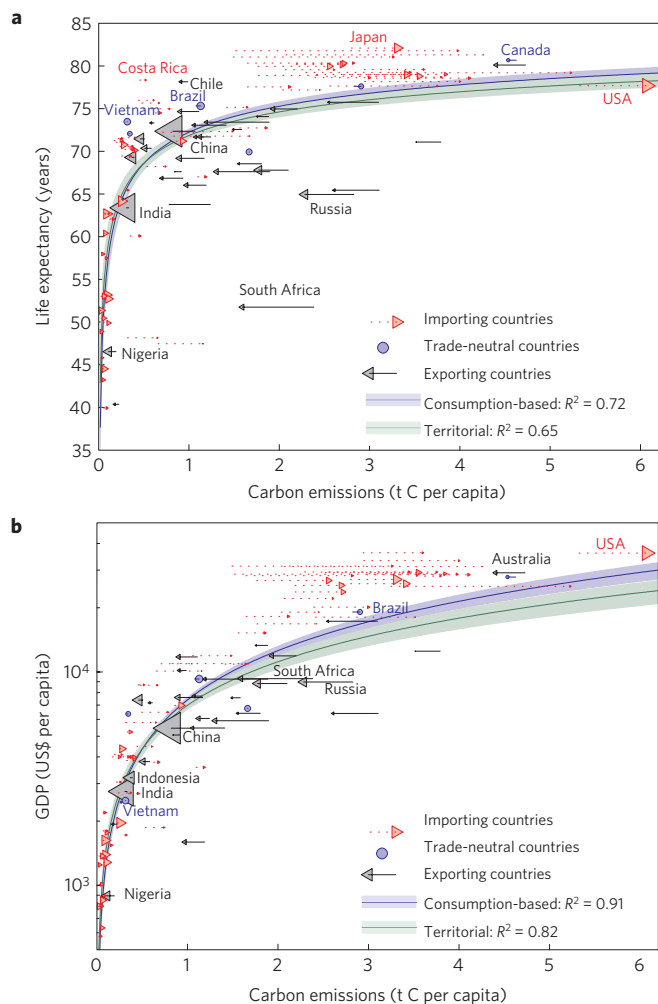 a
85
80
75
70
65
60
55
50
45
40
35
Life expectancy (years)
Japan
Canada
Costa Rica
Chile
Brazil
USA
Vietnam
China
India
Russia
South Africa
Nigeria
Importing countries
Trade-neutral countries
Exporting countries
Consumption-based: R² = 0.72
Territorial: R² = 0.65
0 1 2 3 4 5 6
Carbon emissions (t C per capita)
b
10⁴
10³
GDP (US$ per capita)
USA
Australia
Brazil
South Africa
Russia
China
Indonesia
India
Vietnam
Nigeria
Importing countries
Trade-neutral countries
Exporting countries
Consumption-based: R² = 0.91
Territorial: R² = 0.82
0 1 2 3 4 5 6
Carbon emissions (t C per capita)